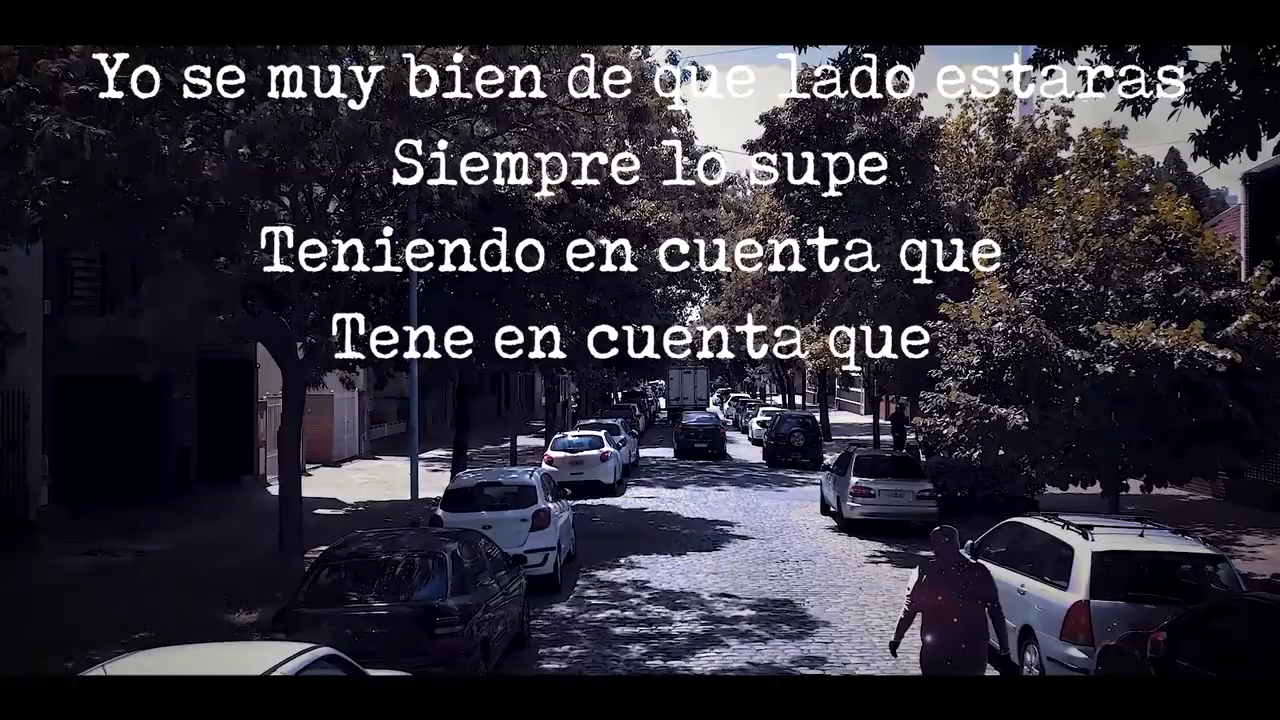 Yo se muy bien de que lado estaras
Siempre lo supe
Teniendo en cuenta que
Tene en cuenta que